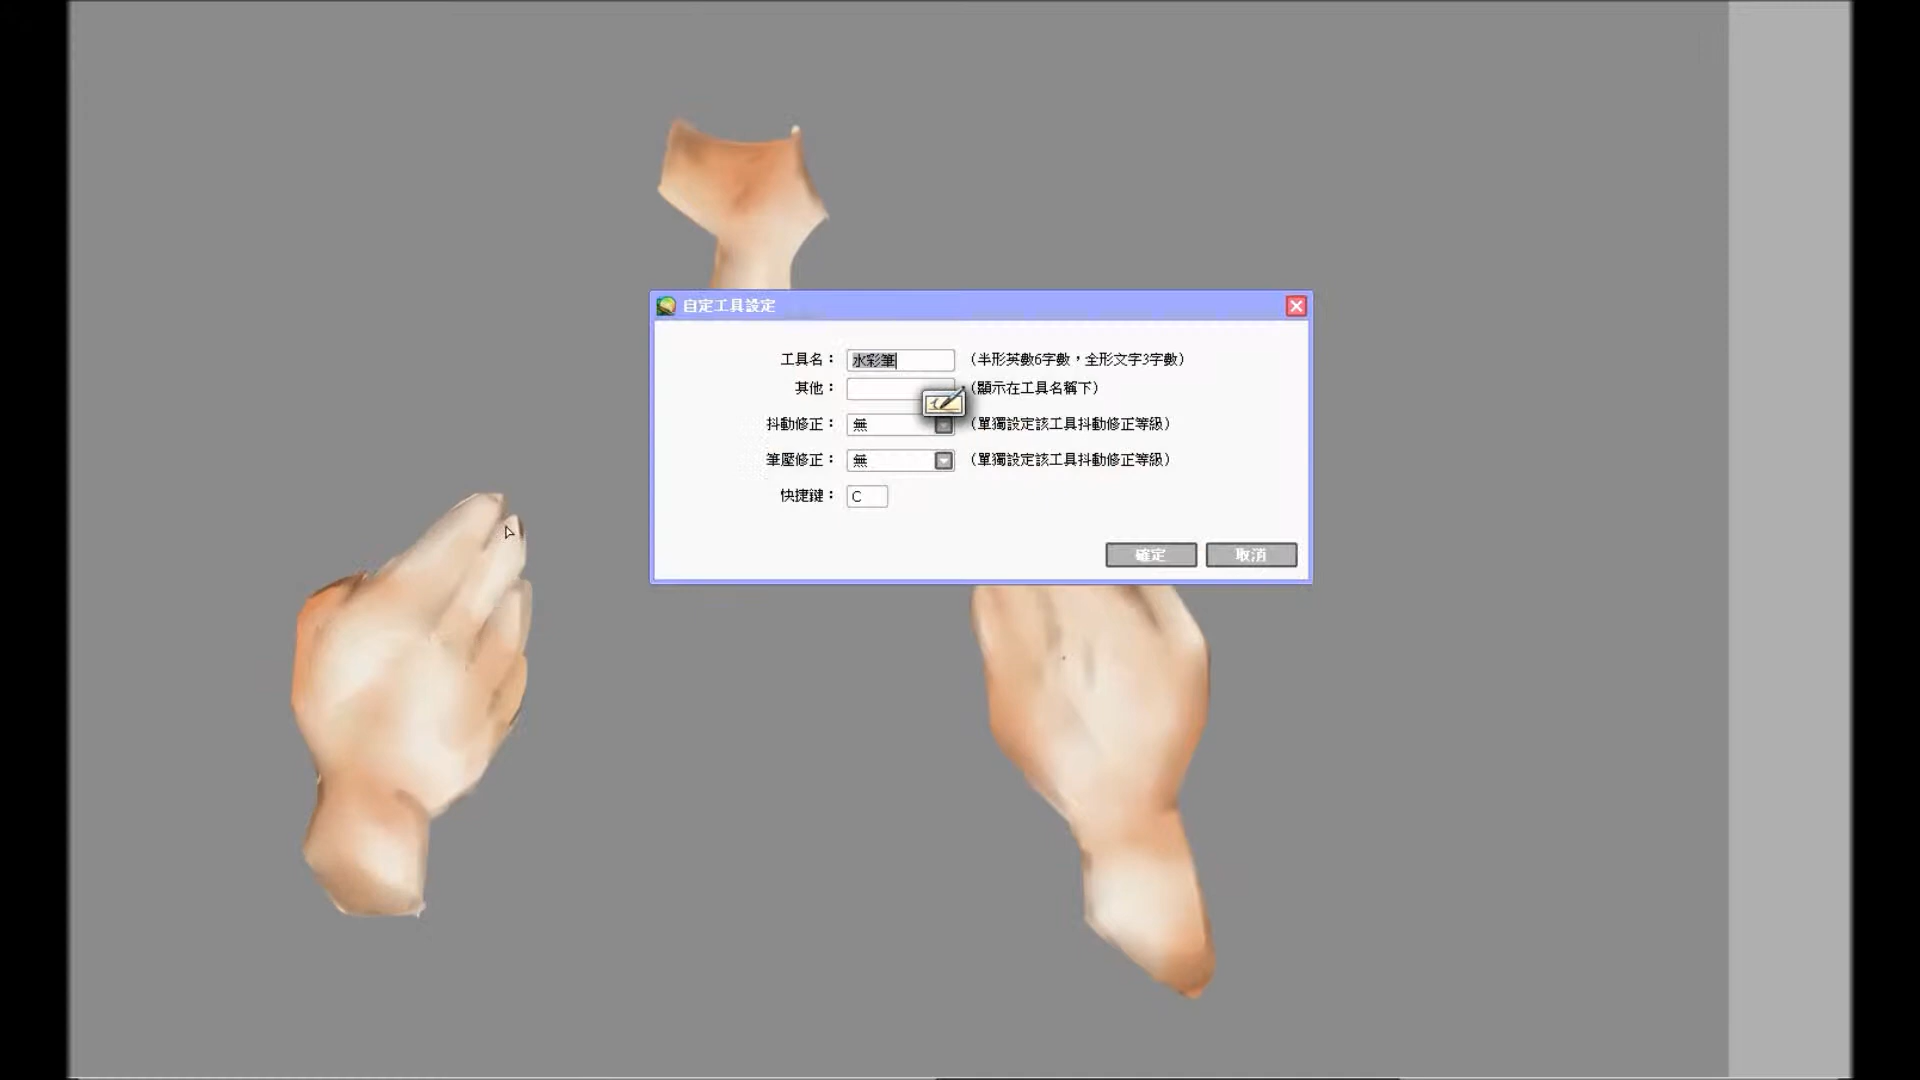 自定工具設定
工具名： 水彩筆 （半形英數6字數，全形文字3字數）
其他： （顯示在工具名稱下）
抖動修正： 無 （單獨設定該工具抖動修正等級）
筆壓修正： 無 （單獨設定該工具抖動修正等級）
快捷鍵： C
確定 取消